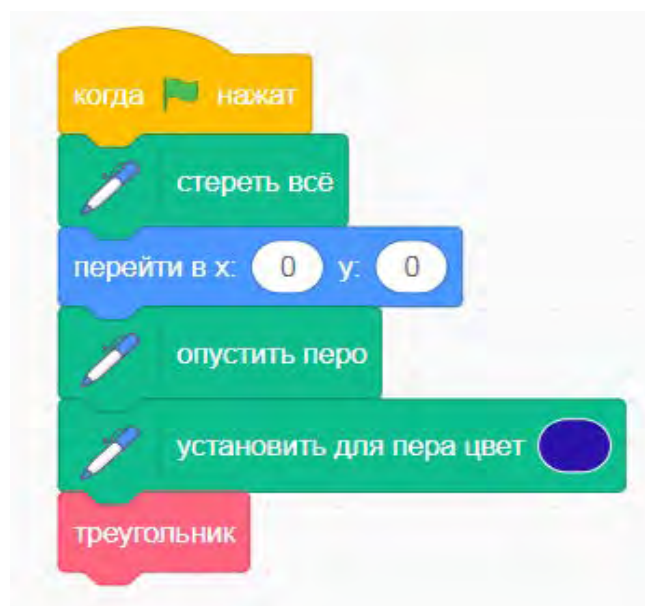 когда нажат
стереть всё
перейти в x: 0 y: 0
опустить перо
установить для пера цвет
треугольник